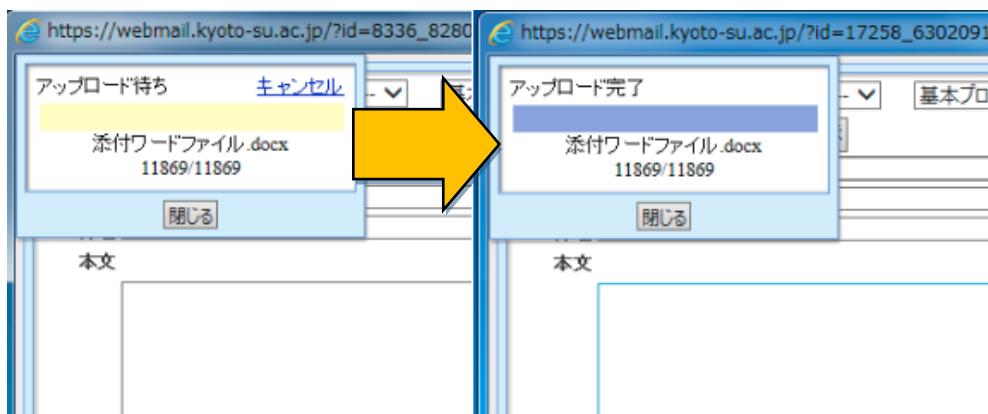 https://webmail.kyoto-su.ac.jp/?id=8336_8280
アップロード待ち キャンセル
添付ワードファイル.docx
11869/11869
閉じる
本文
https://webmail.kyoto-su.ac.jp/?id=17258_6302091
アップロード完了
基本プロ
添付ワードファイル.docx
11869/11869
閉じる
本文